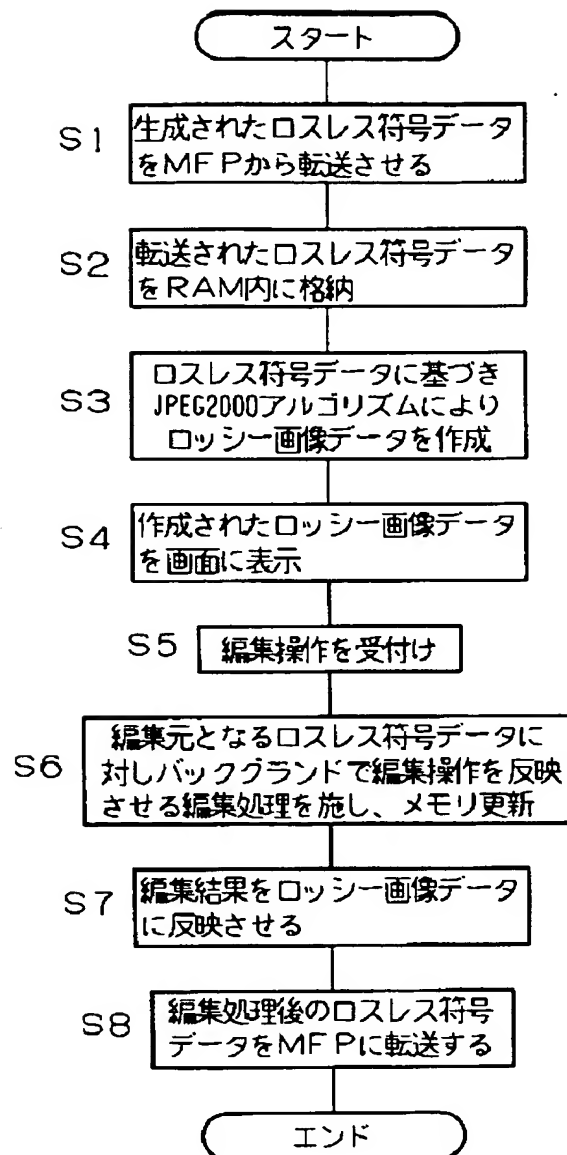 スタート
S1 生成されたロスレス符号データ
をMFPから転送させる
S2 転送されたロスレス符号データ
をRAM内に格納
S3 ロスレス符号データに基づき
JPEG2000アルゴリズムにより
ロッシー画像データを作成
S4 作成されたロッシー画像データ
を画面に表示
S5 編集操作を受付け
S6 編集元となるロスレス符号データに
対しバックグランドで編集操作を反映
させる編集処理を施し、メモリ更新
S7 編集結果をロッシー画像データ
に反映させる
S8 編集処理後のロスレス符号
データをMFPに転送する
エンド